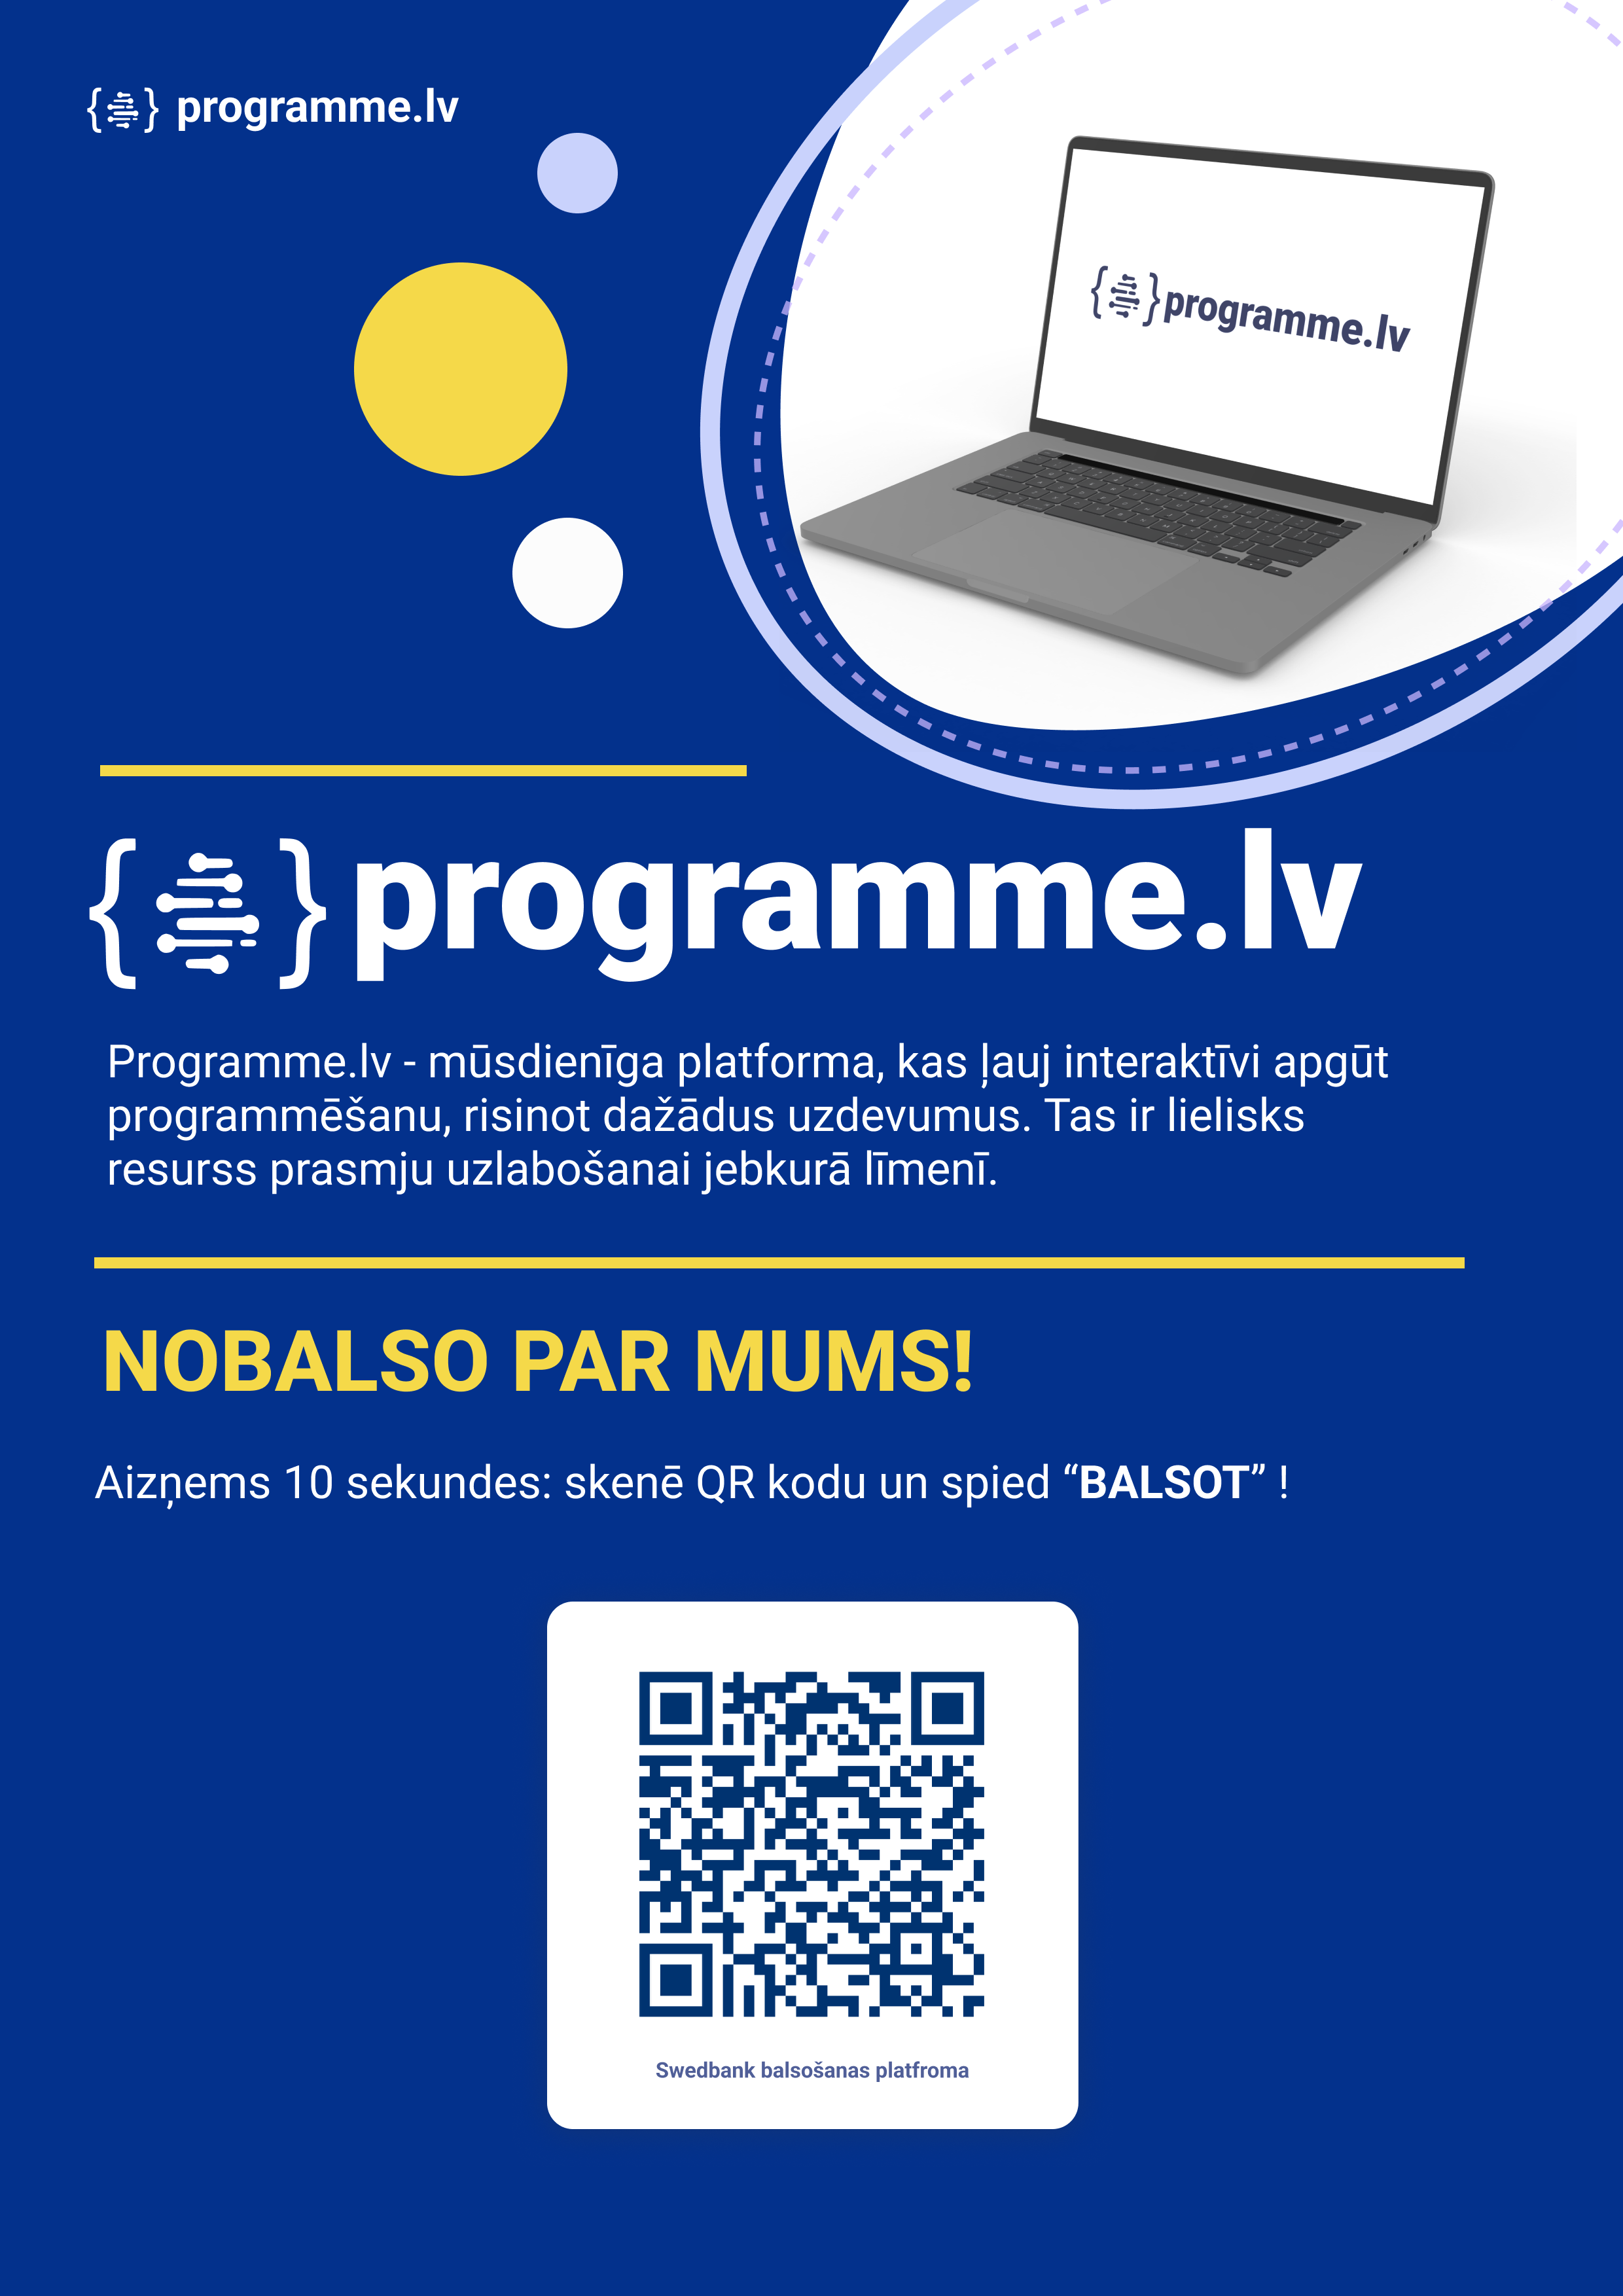 programme.lv
programme.lv
programme.lv
Programme.lv - mūsdienīga platforma, kas ļauj interaktīvi apgūt
programmēšanu, risinot dažādus uzdevumus. Tas ir lielisks
resurss prasmju uzlabošanai jebkurā līmenī.
NOBALSO PAR MUMS!
Aizņems 10 sekundes: skenē QR kodu un spied “BALSOT” !
Swedbank balsošanas platfroma